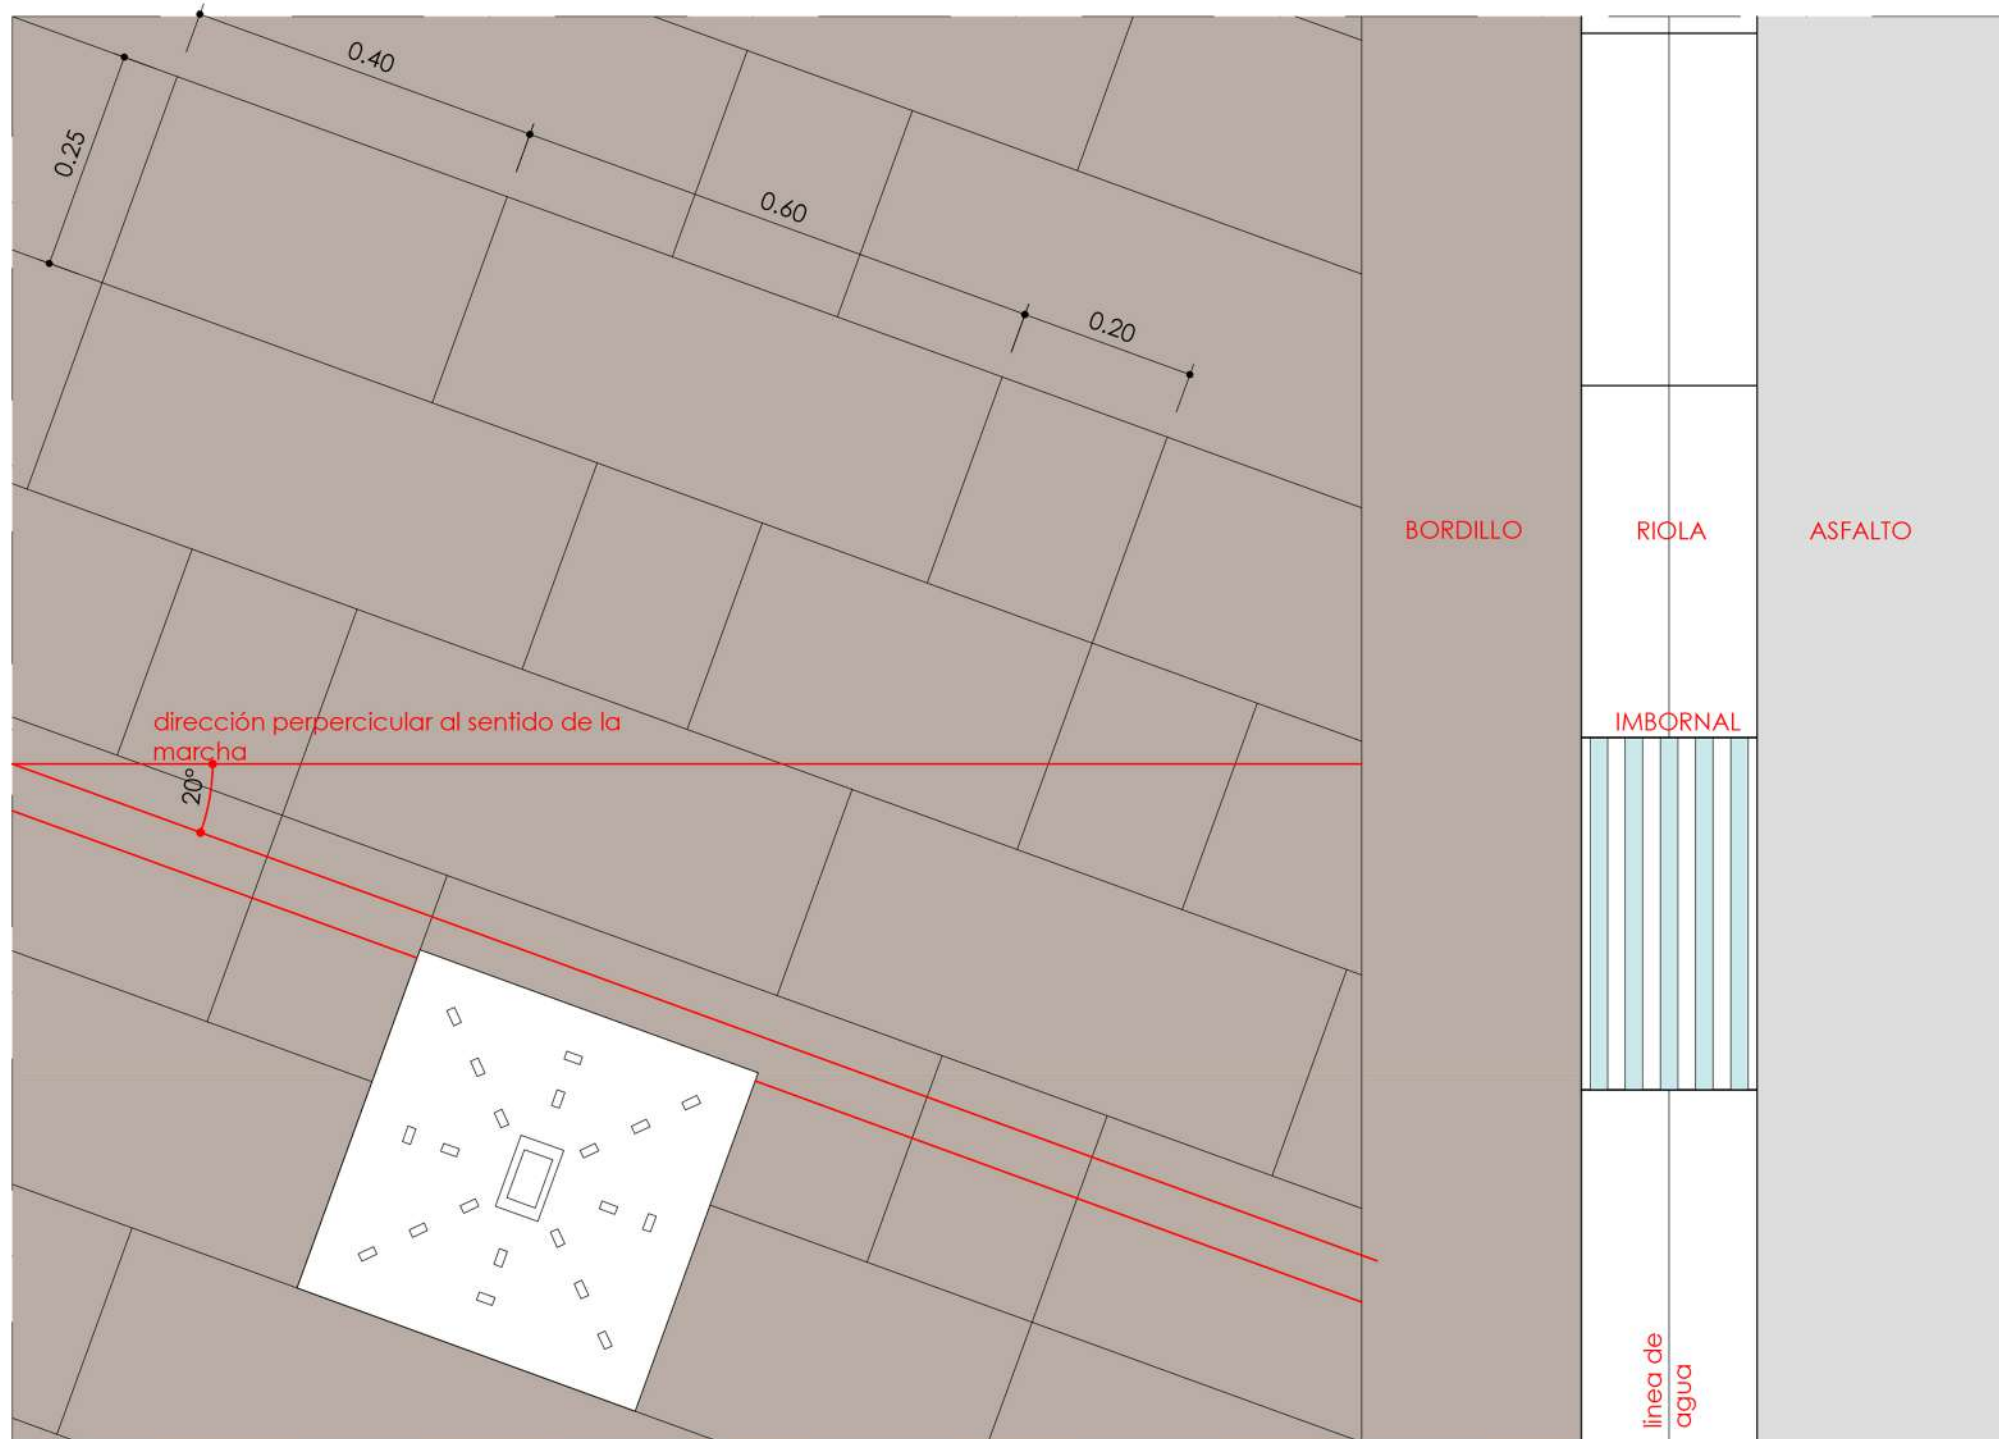 0.40
0.25
0.60
0.20
BORDILLO
RIOLA
ASFALTO
dirección perpercicular al sentido de la
marcha
IMBORNAL
20°
linea de
agua